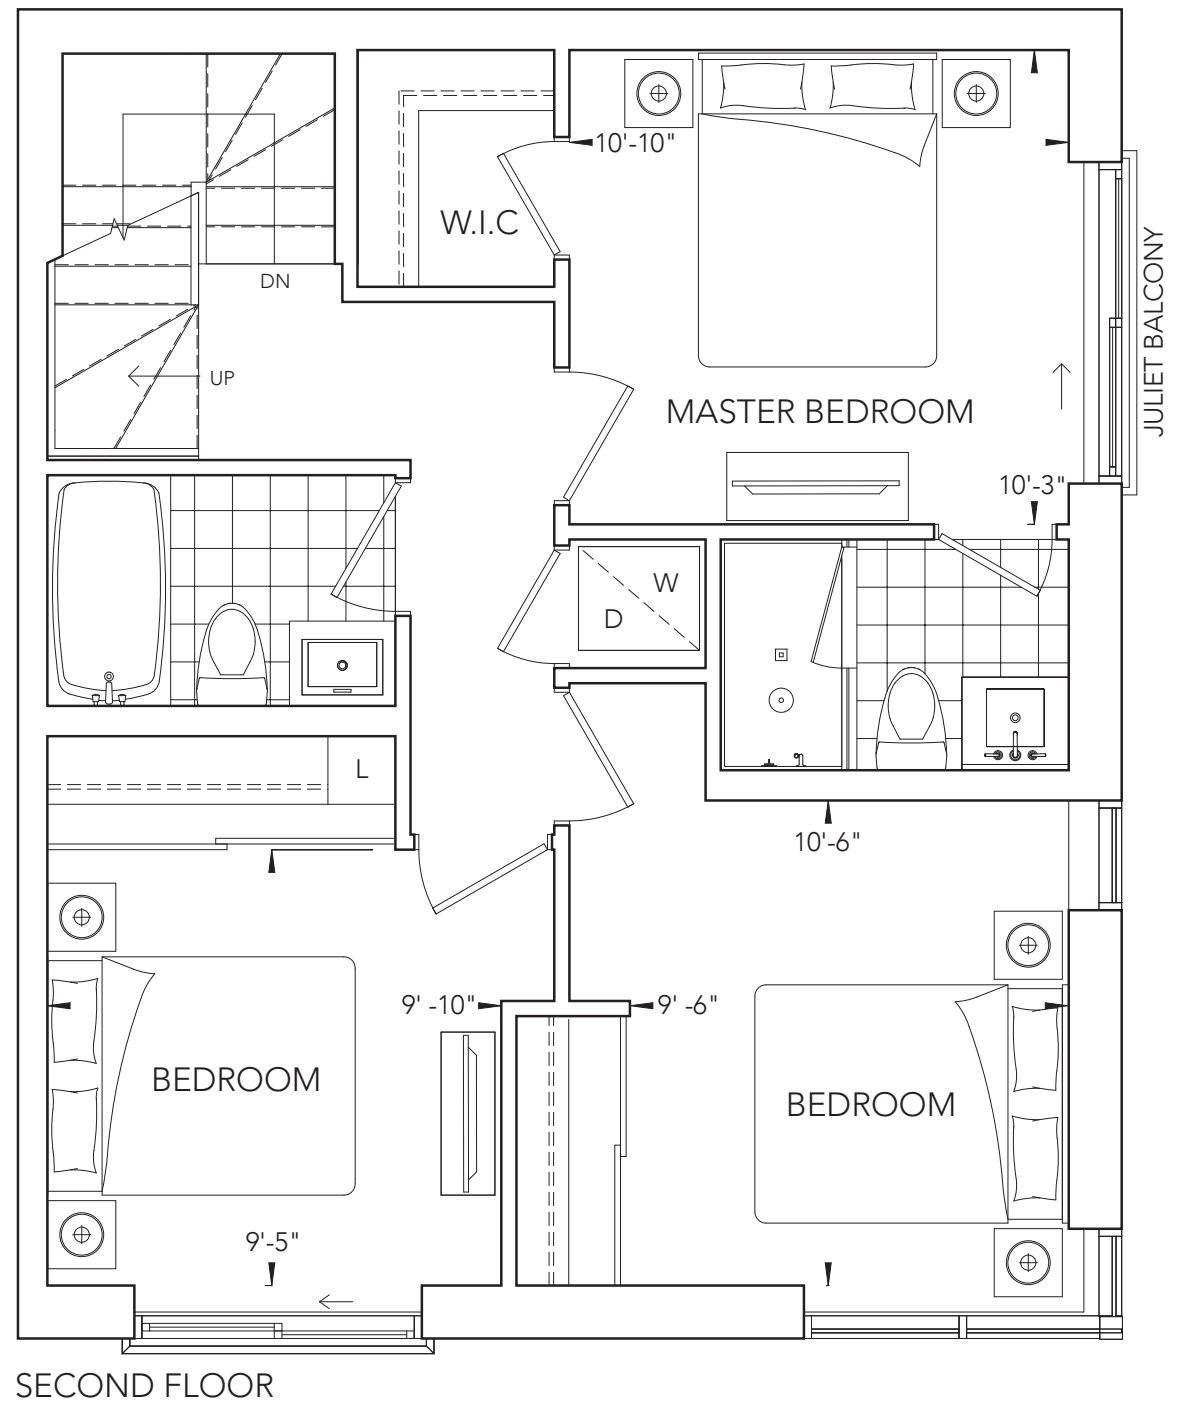 10'-10"
W.I.C
DN
UP
JULIET BALCONY
MASTER BEDROOM
10'-3"
W
D
L
10'-6"
9' -10"
9' -6"
BEDROOM
BEDROOM
9'-5"
SECOND FLOOR